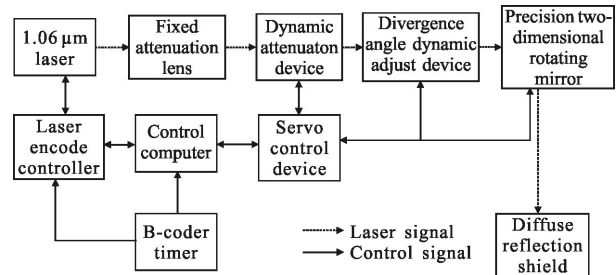 1.06 μm
laser
Fixed
attenuation
lens
Dynamic
attenuaton
device
Divergence
angle dynamic
adjust device
Precision two-
dimensional
rotating
mirror
Laser
encode
controller
Control
computer
Servo
control
device
B-coder
timer
Laser signal
Control signal
Diffuse
reflection
shield